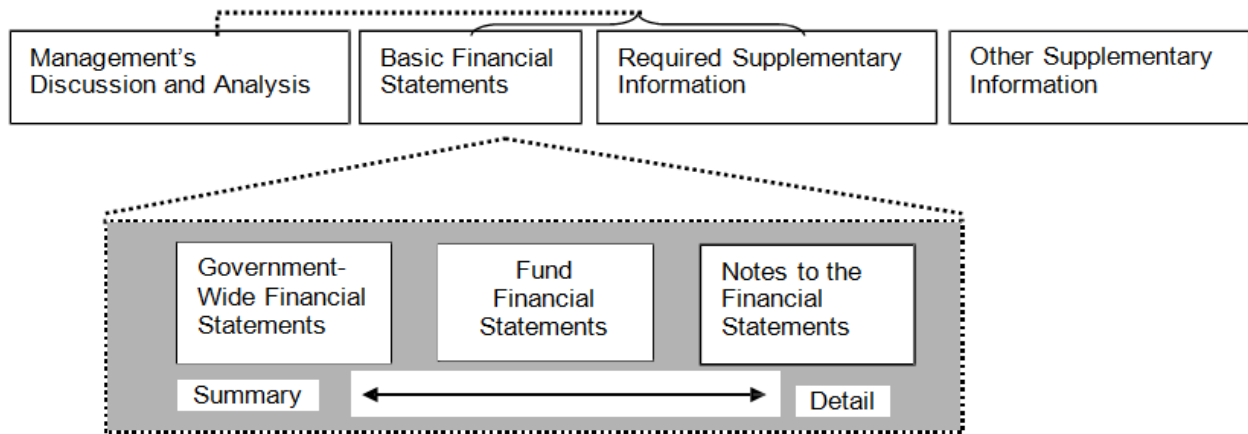 Management's
Discussion and Analysis
Basic Financial
Statements
Required Supplementary
Information
Other Supplementary
Information
Government-
Wide Financial
Statements
Fund
Financial
Statements
Notes to the
Financial
Statements
Summary
Detail